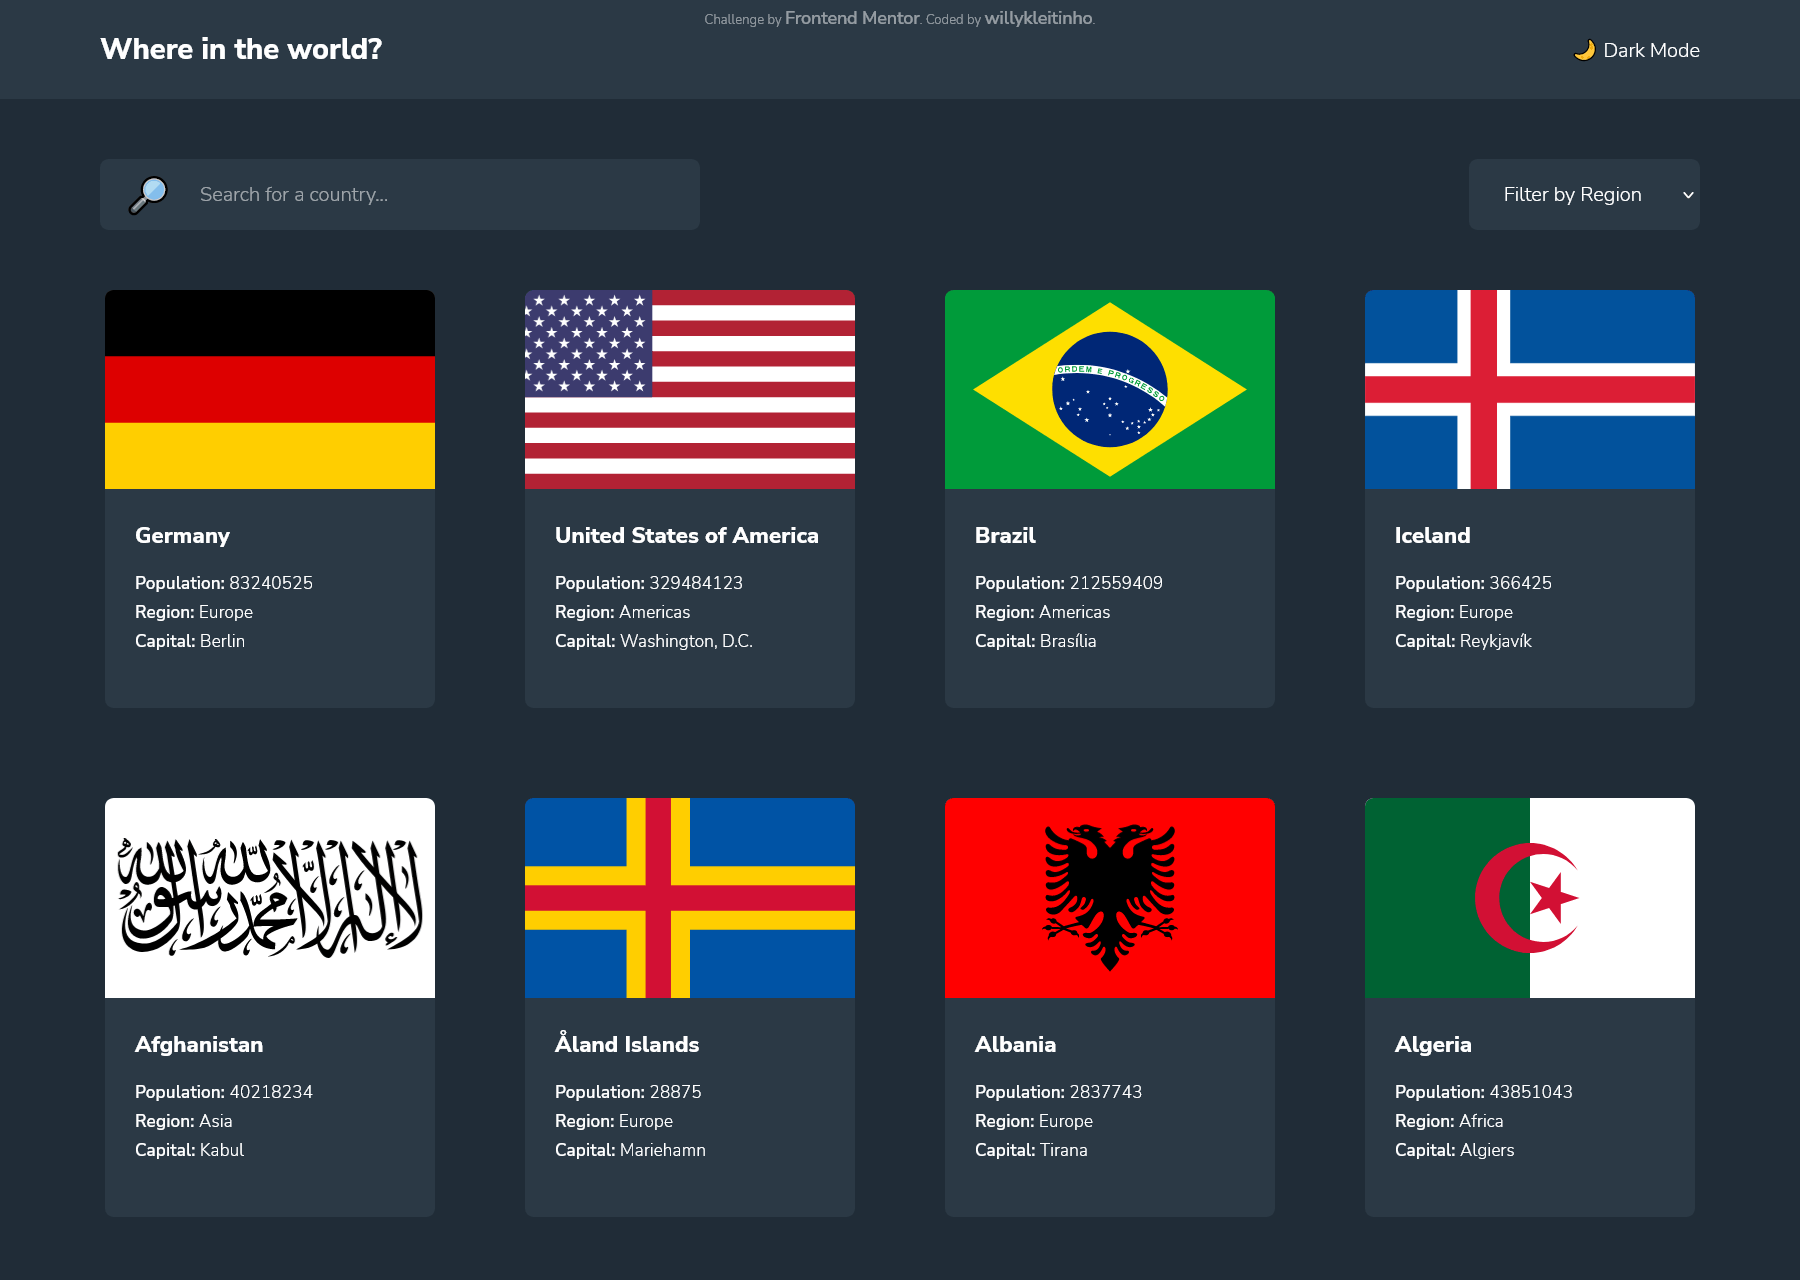 Challenge by Frontend Mentor. Coded by willykleitinho.
Where in the world?
Dark Mode
Search for a country...
Filter by Region
ORDEM E PROGRESSO
Germany
Population: 83240525
Region: Europe
Capital: Berlin
United States of America
Population: 329484123
Region: Americas
Capital: Washington, D.C.
Brazil
Population: 212559409
Region: Americas
Capital: Brasília
Iceland
Population: 366425
Region: Europe
Capital: Reykjavík
لا إله إلا الله محمد رسول الله
Afghanistan
Population: 40218234
Region: Asia
Capital: Kabul
Åland Islands
Population: 28875
Region: Europe
Capital: Mariehamn
Albania
Population: 2837743
Region: Europe
Capital: Tirana
Algeria
Population: 43851043
Region: Africa
Capital: Algiers